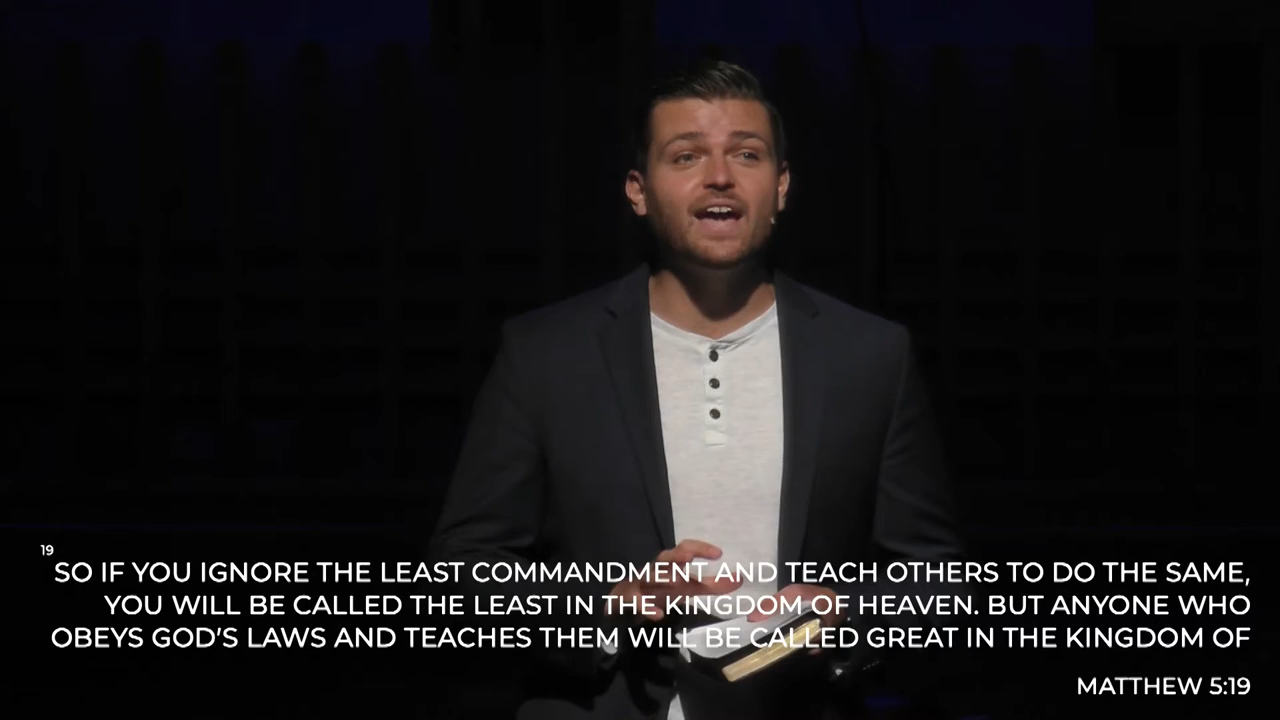 19
SO IF YOU IGNORE THE LEAST COMMANDMENT AND TEACH OTHERS TO DO THE SAME,
YOU WILL BE CALLED THE LEAST IN THE KINGDOM OF HEAVEN. BUT ANYONE WHO
OBEYS GOD'S LAWS AND TEACHES THEM WILL BE CALLED GREAT IN THE KINGDOM OF
MATTHEW 5:19